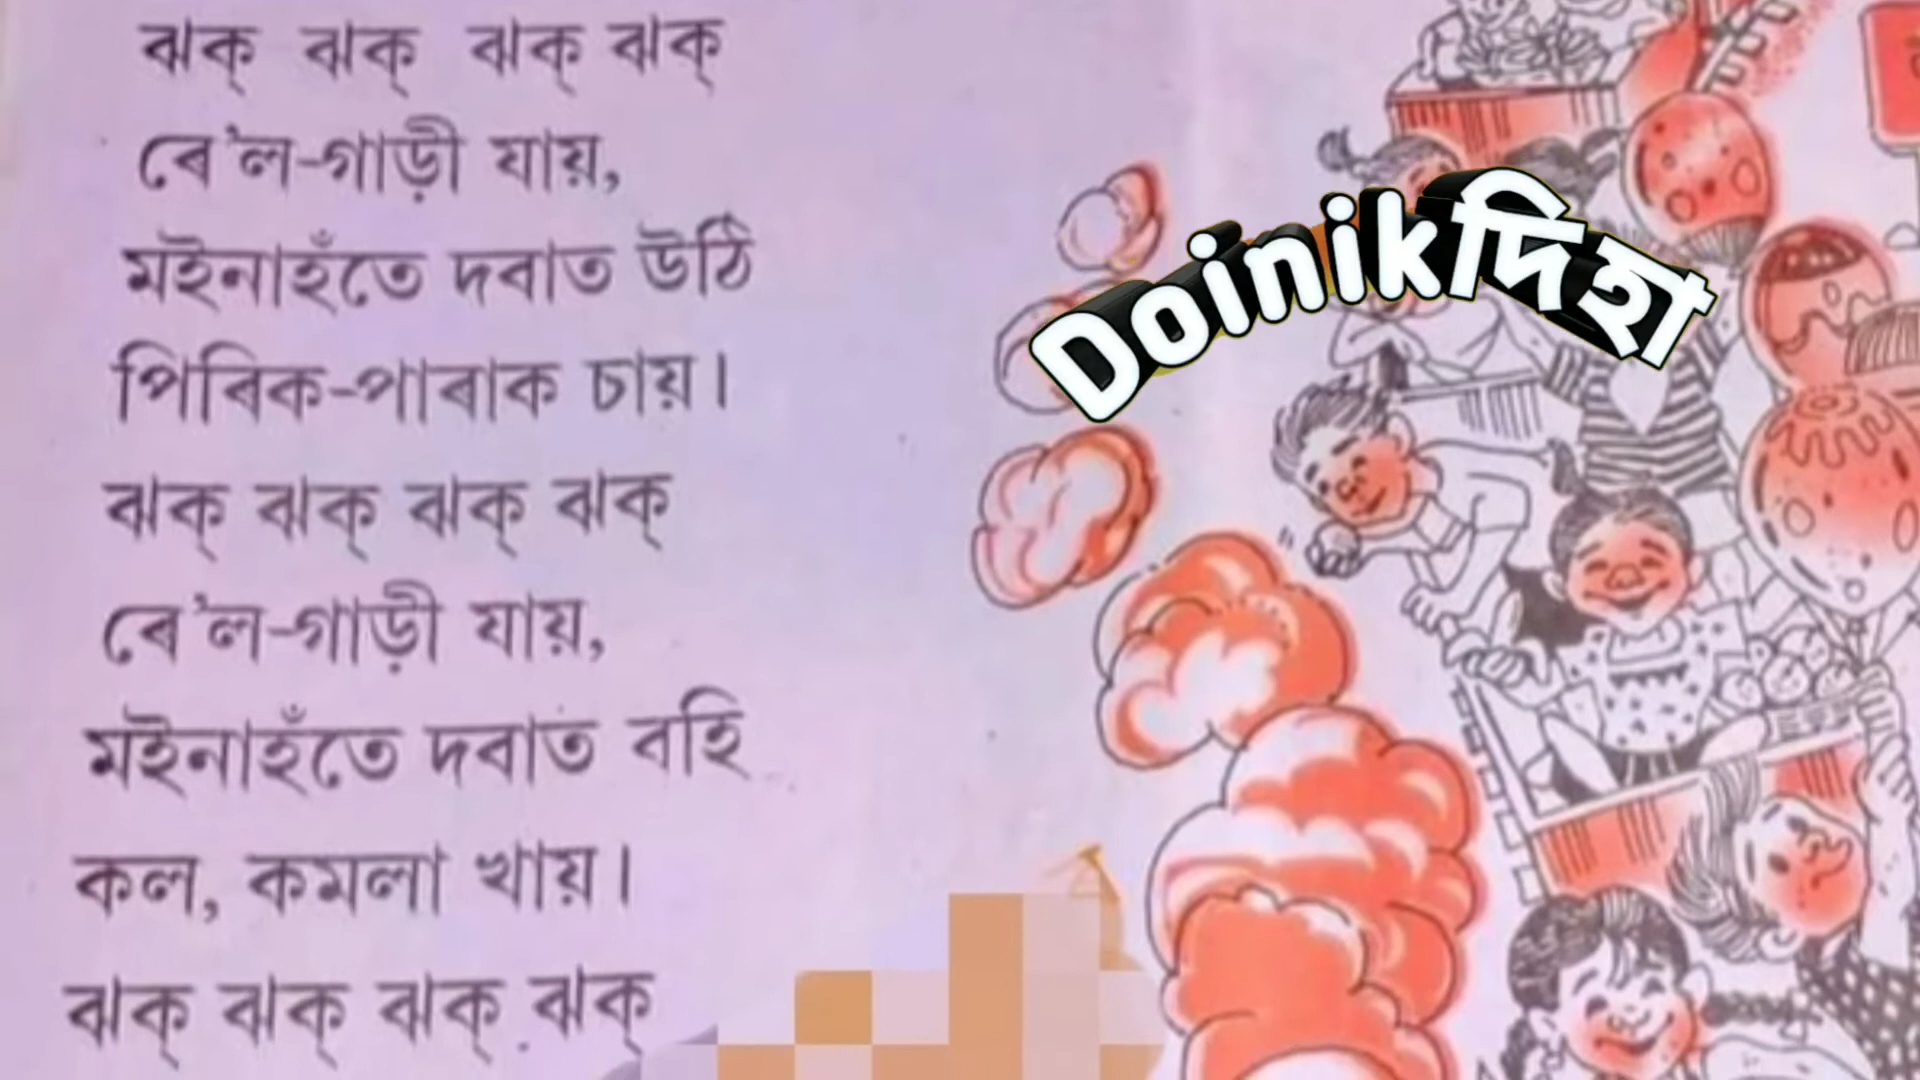 ঝক্ ঝক্ ঝক্ ঝক্
ৰে'ল-গাড়ী যায়,
মইনাহঁতে দবাত উঠি
পিৰিক-পাৰাক চায়।
ঝক্ ঝক্ ঝক্ ঝক্
ৰে'ল-গাড়ী যায়,
মইনাহঁতে দবাত বহি
কল, কমলা খায়।
ঝক্ ঝক্ ঝক্ ঝক্
Doinikদিহা